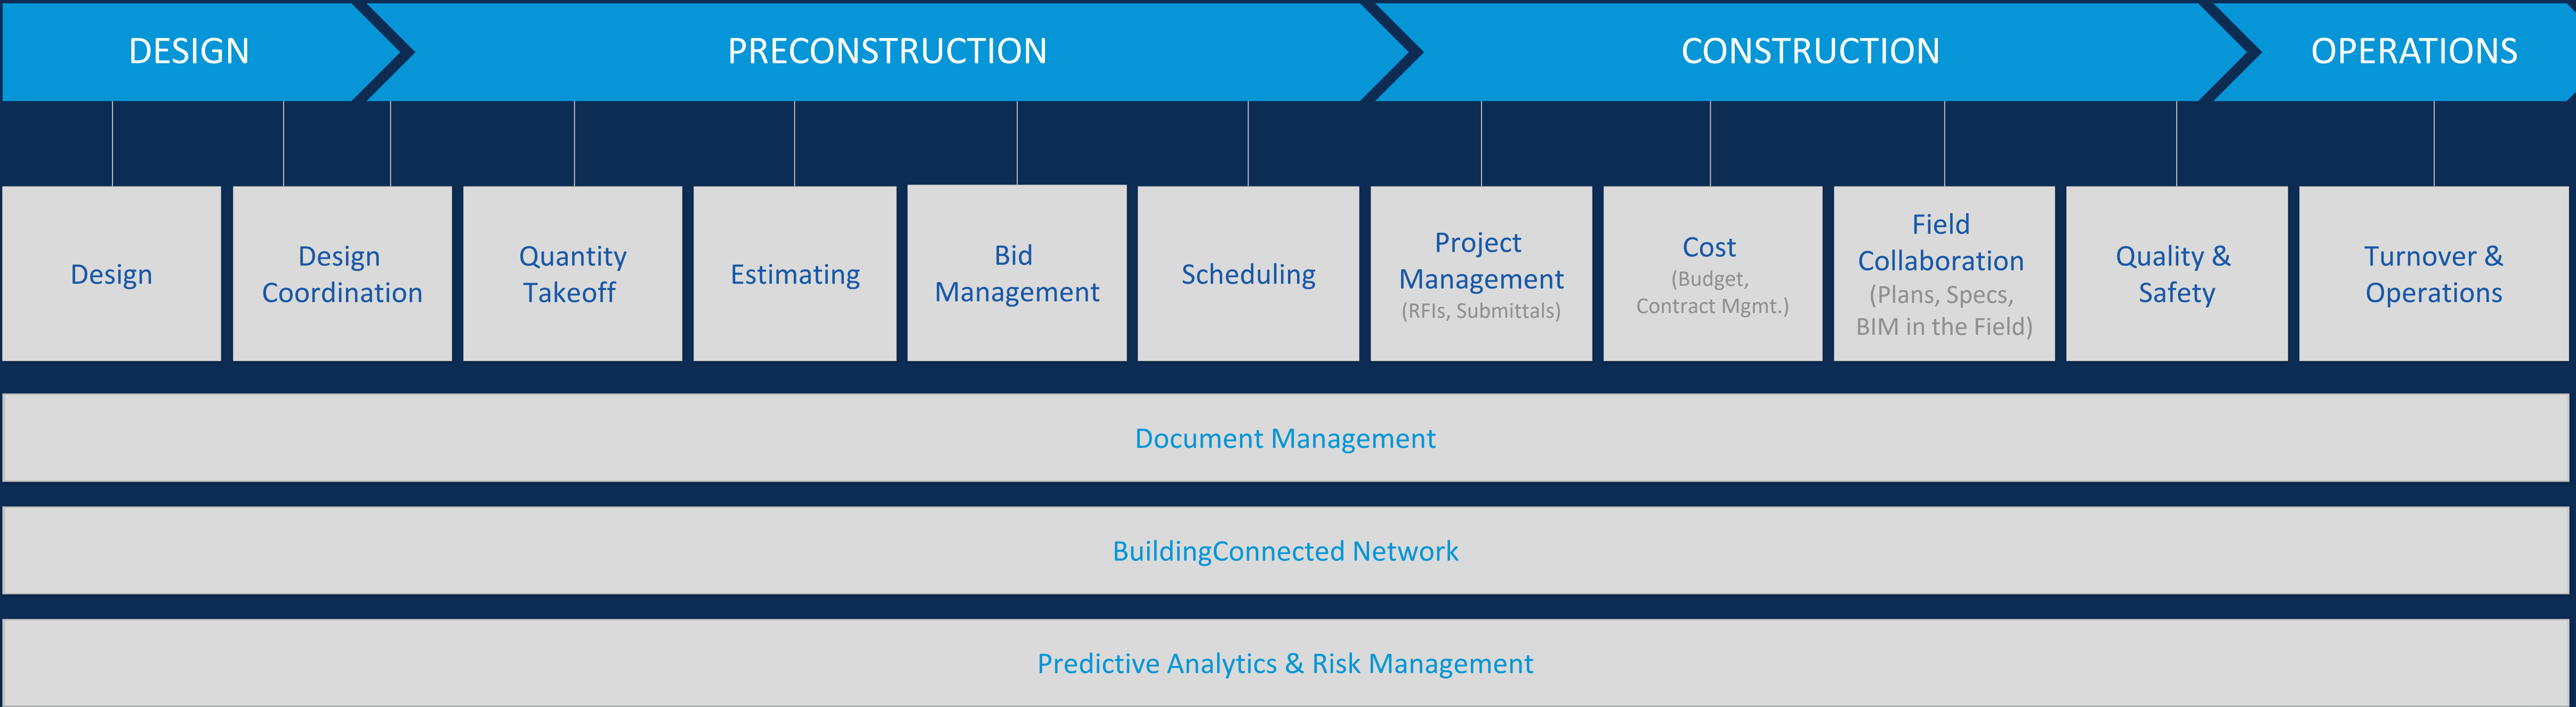 DESIGN
PRECONSTRUCTION
CONSTRUCTION
OPERATIONS
Design
Design
Coordination
Quantity
Takeoff
Estimating
Bid
Management
Scheduling
Project
Management
(RFIs, Submittals)
Cost
(Budget,
Contract Mgmt.)
Field
Collaboration
(Plans, Specs,
BIM in the Field)
Quality &
Safety
Turnover &
Operations
Document Management
BuildingConnected Network
Predictive Analytics & Risk Management